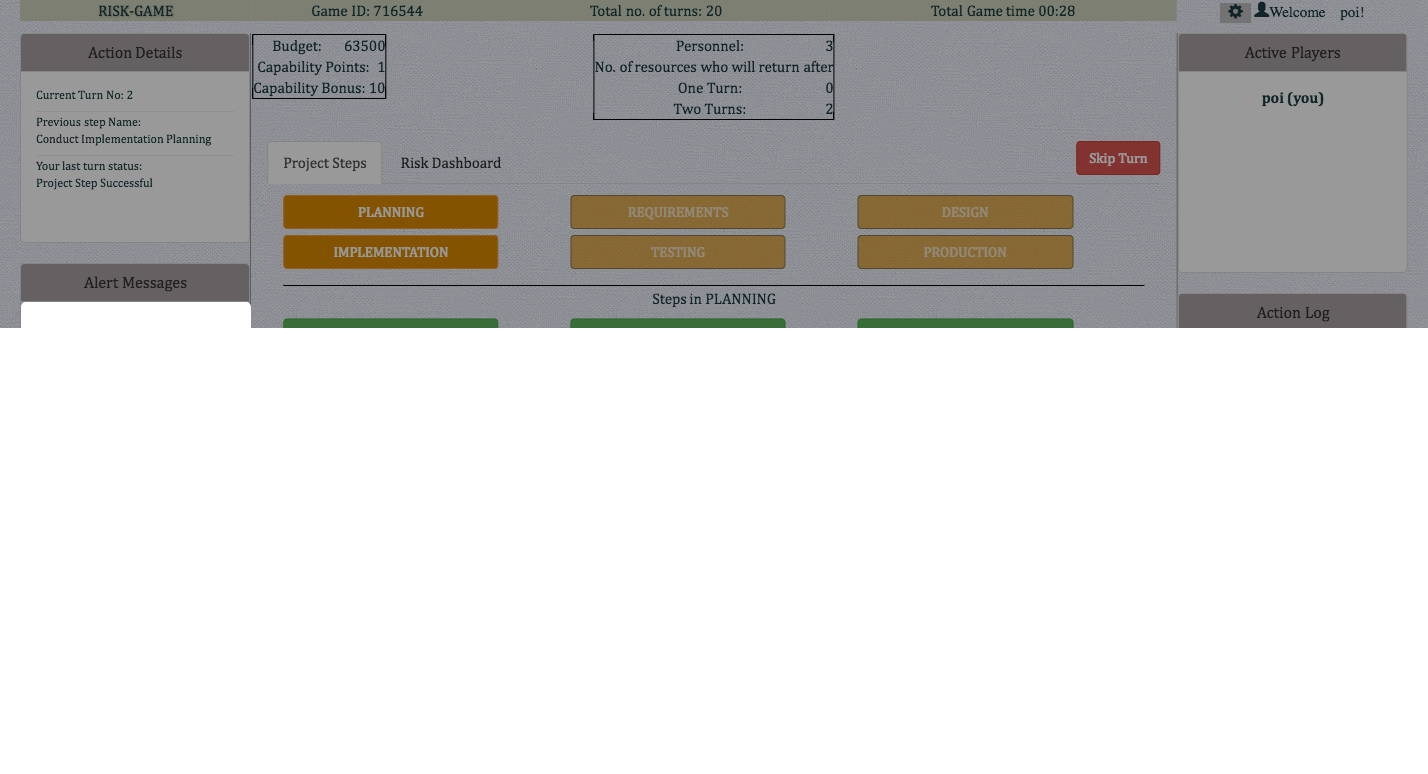 RISK-GAME
Game ID: 716544
Total no. of turns: 20
Total Game time 00:28
Welcome poi!
Action Details
Current Turn No: 2
Previous step Name:
Conduct Implementation Planning
Your last turn status:
Project Step Successful
Alert Messages
Budget: 63500
Capability Points: 1
Capability Bonus: 10
Personnel: 3
No. of resources who will return after
One Turn: 0
Two Turns: 2
Project Steps
Risk Dashboard
Skip Turn
PLANNING
REQUIREMENTS
DESIGN
IMPLEMENTATION
TESTING
PRODUCTION
Steps in PLANNING
Active Players
poi (you)
Action Log